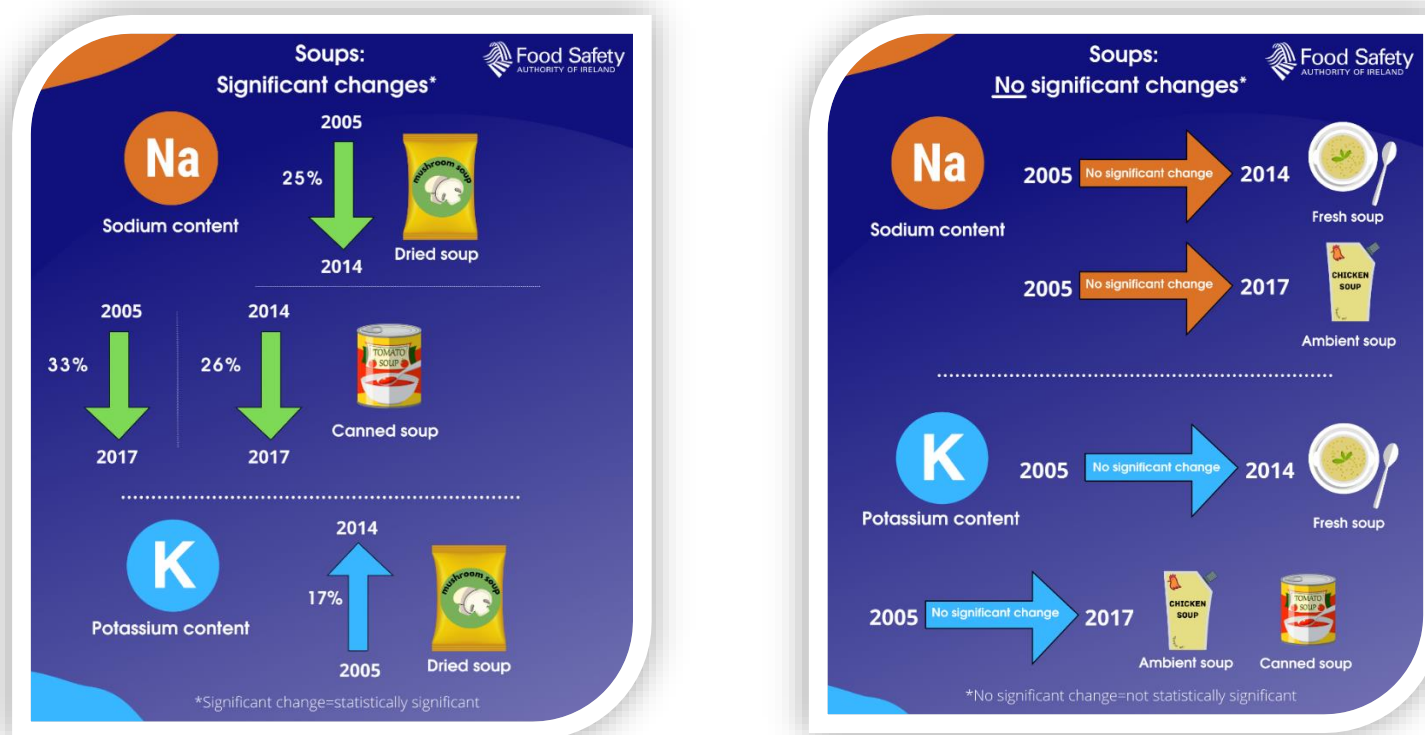 Soups:
Significant changes*
Food Safety
AUTHORITY OF IRELAND
Na
Sodium content
2005
25%
2014
mushroom soup
Dried soup
2005
33%
2017
2014
26%
2017
TOMATO
SOUP
Canned soup
K
Potassium content
2014
17%
2005
mushroom soup
Dried soup
*Significant change=statistically significant
Soups:
No significant changes*
Food Safety
AUTHORITY OF IRELAND
Na
Sodium content
2005 No significant change 2014
Fresh soup
2005 No significant change 2017
CHICKEN
SOUP
Ambient soup
K
Potassium content
2005 No significant change 2014
Fresh soup
2005 No significant change 2017
CHICKEN
SOUP
Ambient soup
TOMATO
SOUP
Canned soup
*No significant change=not statistically significant